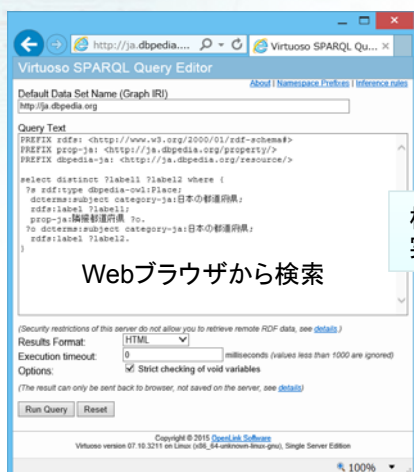 http://ja.dbpedia....
Virtuoso SPARQL Qu...
Virtuoso SPARQL Query Editor
About | Namespace Prefixes | Inference rules
Default Data Set Name (Graph IRI)
http://ja.dbpedia.org
Query Text
PREFIX rdfs: <http://www.w3.org/2000/01/rdf-schema#>
PREFIX prop-ja: <http://ja.dbpedia.org/property/>
PREFIX dbpedia-ja: <http://ja.dbpedia.org/resource/>
select distinct ?label1 ?label2 where {
?s rdf:type dbpedia-owl:Place;
dcterms:subject category-ja:日本の都道府県;
rdfs:label ?label1;
prop-ja:隣接都道府県 ?o.
?o dcterms:subject category-ja:日本の都道府県;
rdfs:label ?label2.
}
Webブラウザから検索
(Security restrictions of this server do not allow you to retrieve remote RDF data, see details.)
Results Format: HTML
Execution timeout: 0 milliseconds (values less than 1000 are ignored)
Options: Strict checking of void variables
(The result can only be sent back to browser, not saved on the server, see details)
Run Query Reset
Copyright © 2015 OpenLink Software
Virtuoso version 07.10.3211 on Linux (x86_64-unknown-linux-gnu), Single Server Edition
100%